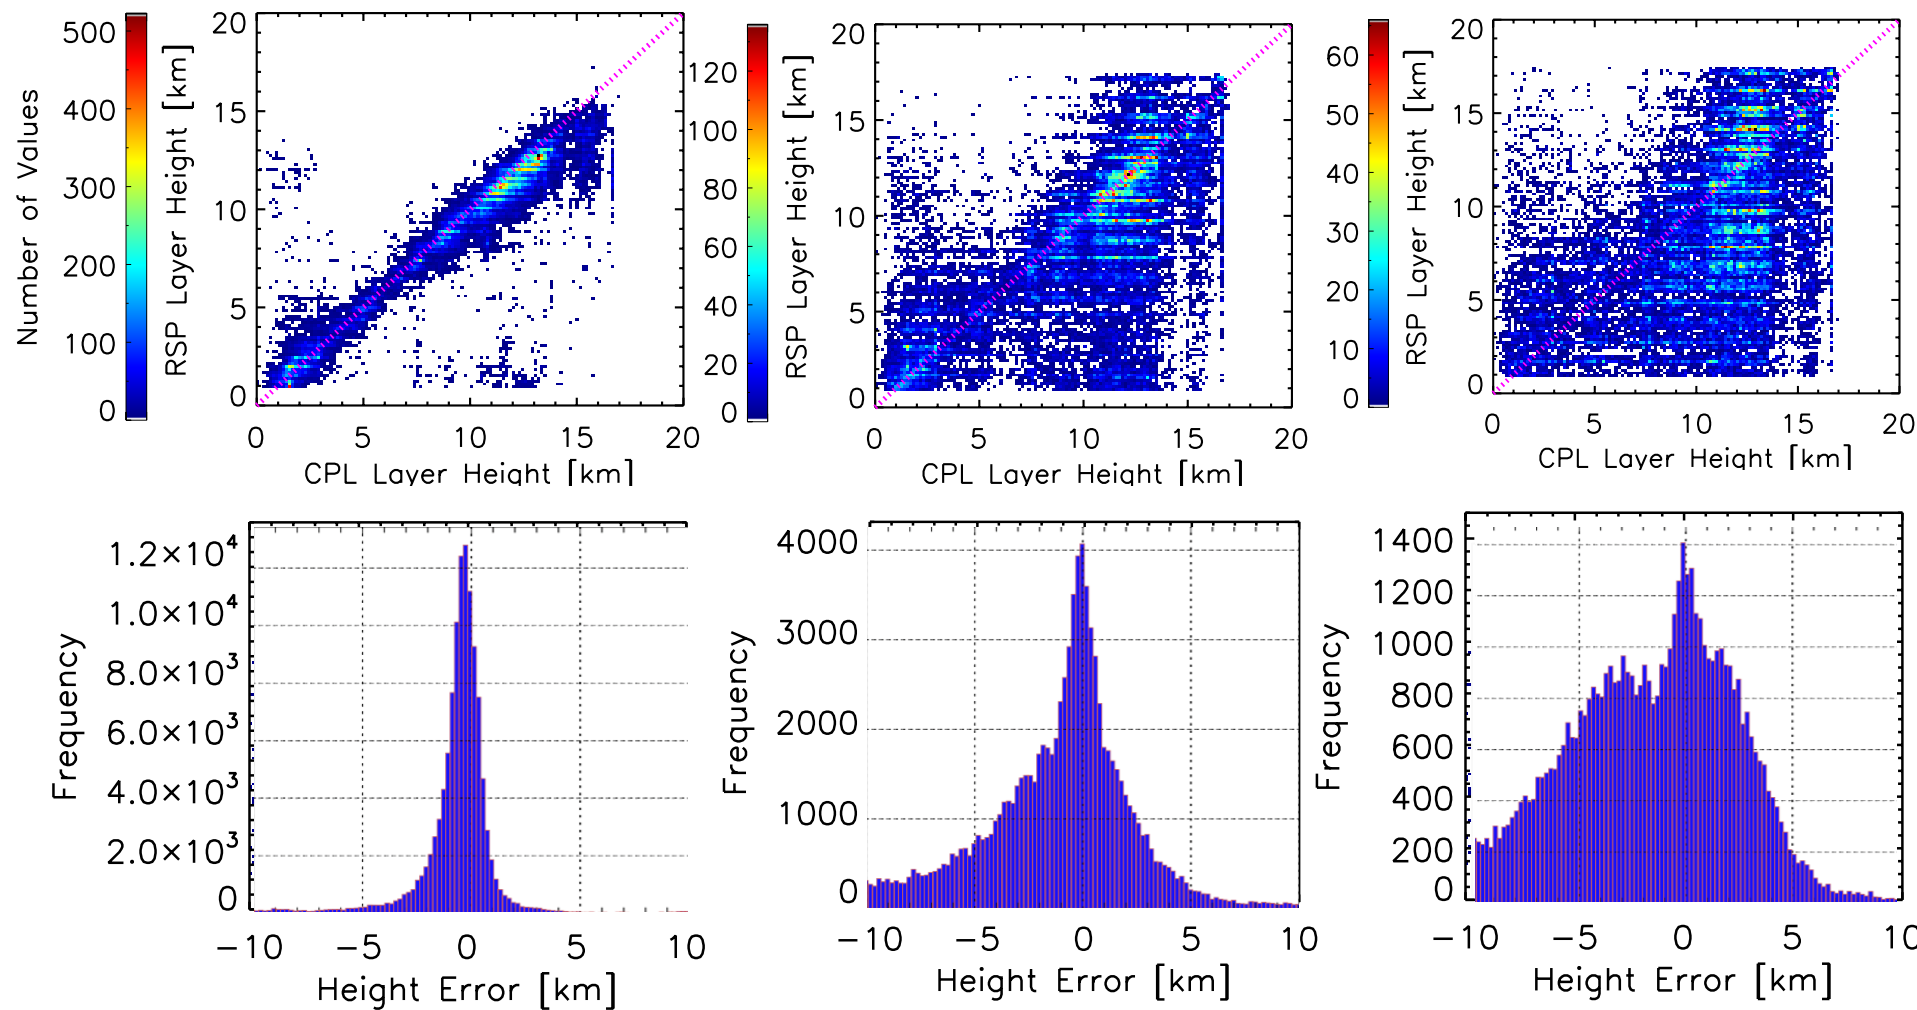 Number of Values
500
400
300
200
100
0
RSP Layer Height [km]
20
15
10
5
0
0 5 10 15 20
CPL Layer Height [km]
120
100
80
60
40
20
0
RSP Layer Height [km]
20
15
10
5
0
0 5 10 15 20
CPL Layer Height [km]
60
50
40
30
20
10
0
RSP Layer Height [km]
20
15
10
5
0
0 5 10 15 20
CPL Layer Height [km]
Frequency
1.2×10⁴
1.0×10⁴
8.0×10³
6.0×10³
4.0×10³
2.0×10³
0
−10 −5 0 5 10
Height Error [km]
Frequency
4000
3000
2000
1000
0
−10 −5 0 5 10
Height Error [km]
Frequency
1400
1200
1000
800
600
400
200
0
−10 −5 0 5 10
Height Error [km]